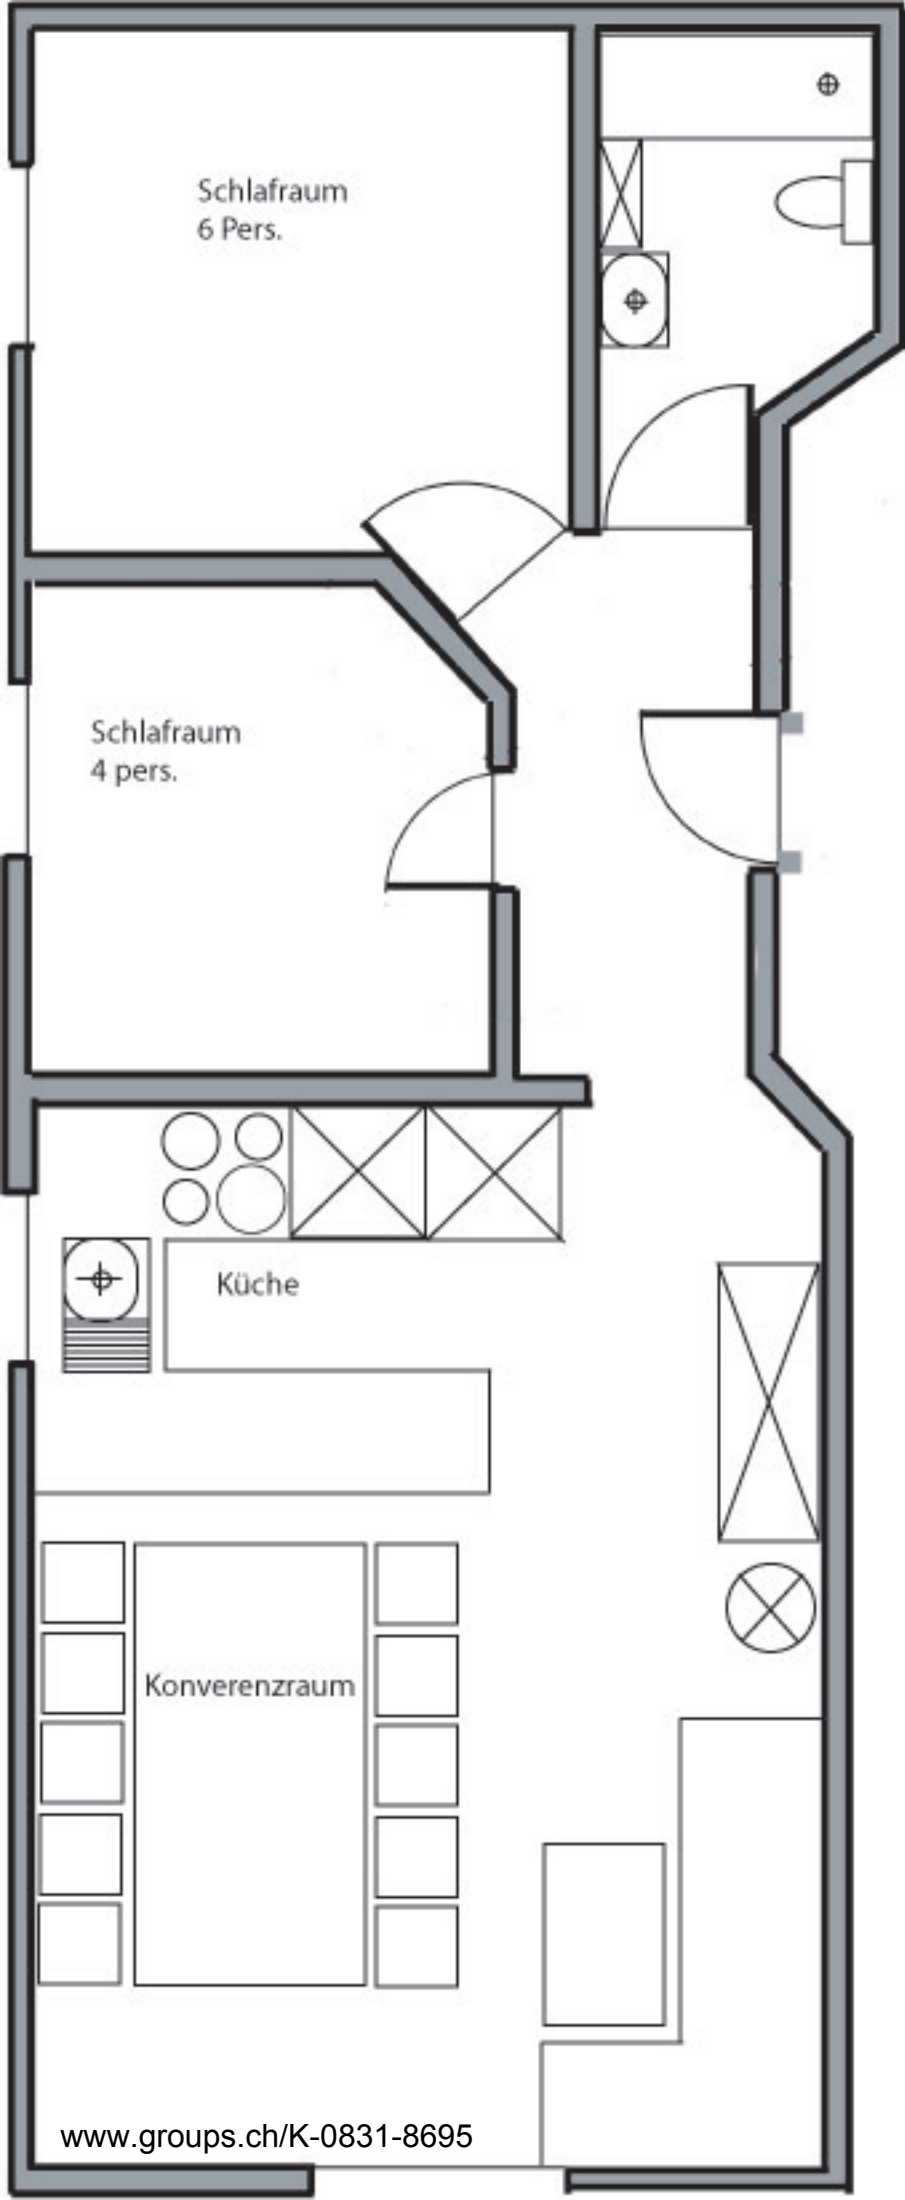 Schlafraum
6 Pers.
Schlafraum
4 pers.
Küche
Konverenzraum
www.groups.ch/K-0831-8695